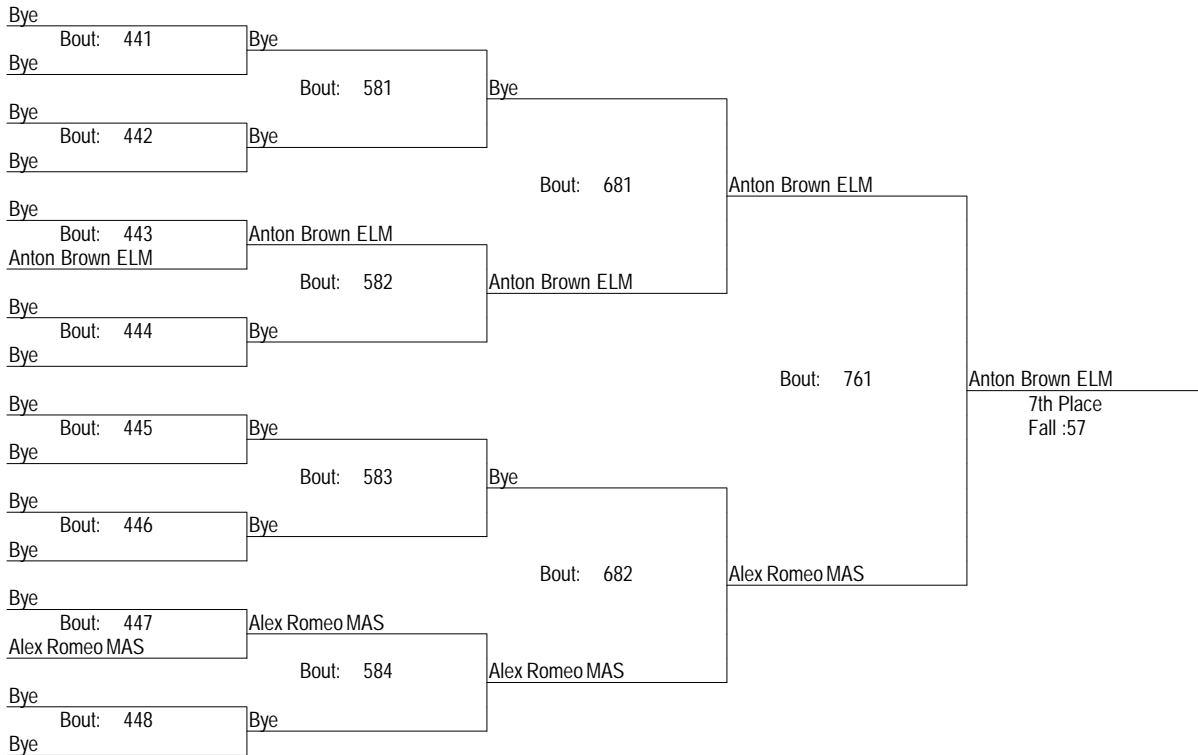 Bye
Bout: 441
Bye
Bye
Bout: 581
Bye
Bye
Bout: 442
Bye
Bye
Bout: 681
Anton Brown ELM
Bye
Bout: 443
Anton Brown ELM
Anton Brown ELM
Bout: 582
Anton Brown ELM
Bye
Bout: 444
Bye
Bye
Bout: 761
Anton Brown ELM
7th Place
Fall :57
Bye
Bout: 445
Bye
Bye
Bout: 583
Bye
Bye
Bout: 446
Bye
Bye
Bout: 682
Alex Romeo MAS
Bye
Bout: 447
Alex Romeo MAS
Alex Romeo MAS
Bout: 584
Alex Romeo MAS
Bye
Bout: 448
Bye
Bye